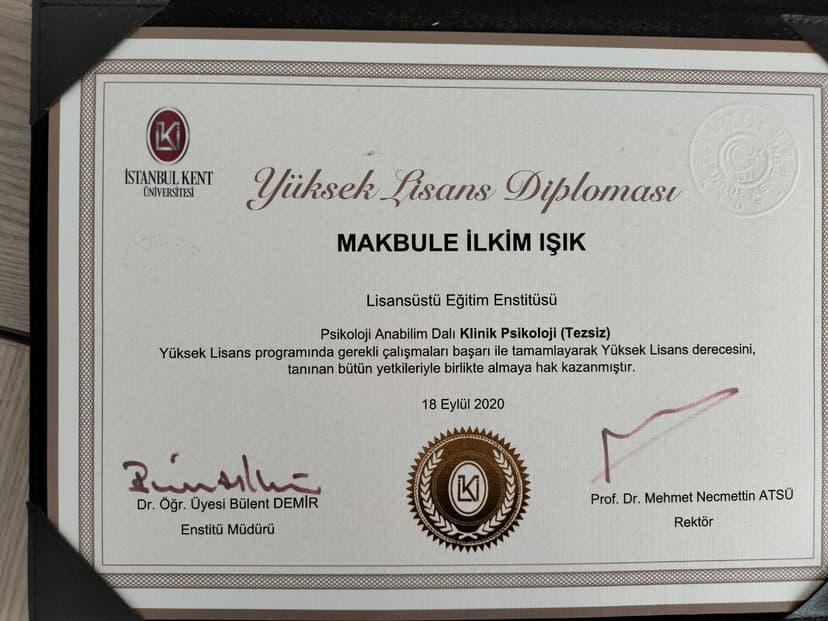 İSTANBUL KENT
ÜNİVERSİTESİ
Yüksek Lisans Diploması
MAKBULE İLKİM IŞIK
Lisansüstü Eğitim Enstitüsü
Psikoloji Anabilim Dalı Klinik Psikoloji (Tezsiz)
Yüksek Lisans programında gerekli çalışmaları başarı ile tamamlayarak Yüksek Lisans derecesini,
tanınan bütün yetkileriyle birlikte almaya hak kazanmıştır.
18 Eylül 2020
Dr. Öğr. Üyesi Bülent DEMİR
Enstitü Müdürü
Prof. Dr. Mehmet Necmettin ATSÜ
Rektör